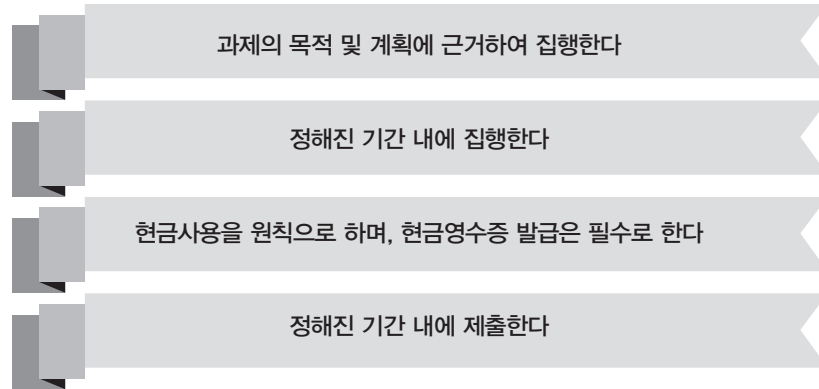 과제의 목적 및 계획에 근거하여 집행한다
정해진 기간 내에 집행한다
현금사용을 원칙으로 하며, 현금영수증 발급은 필수로 한다
정해진 기간 내에 제출한다